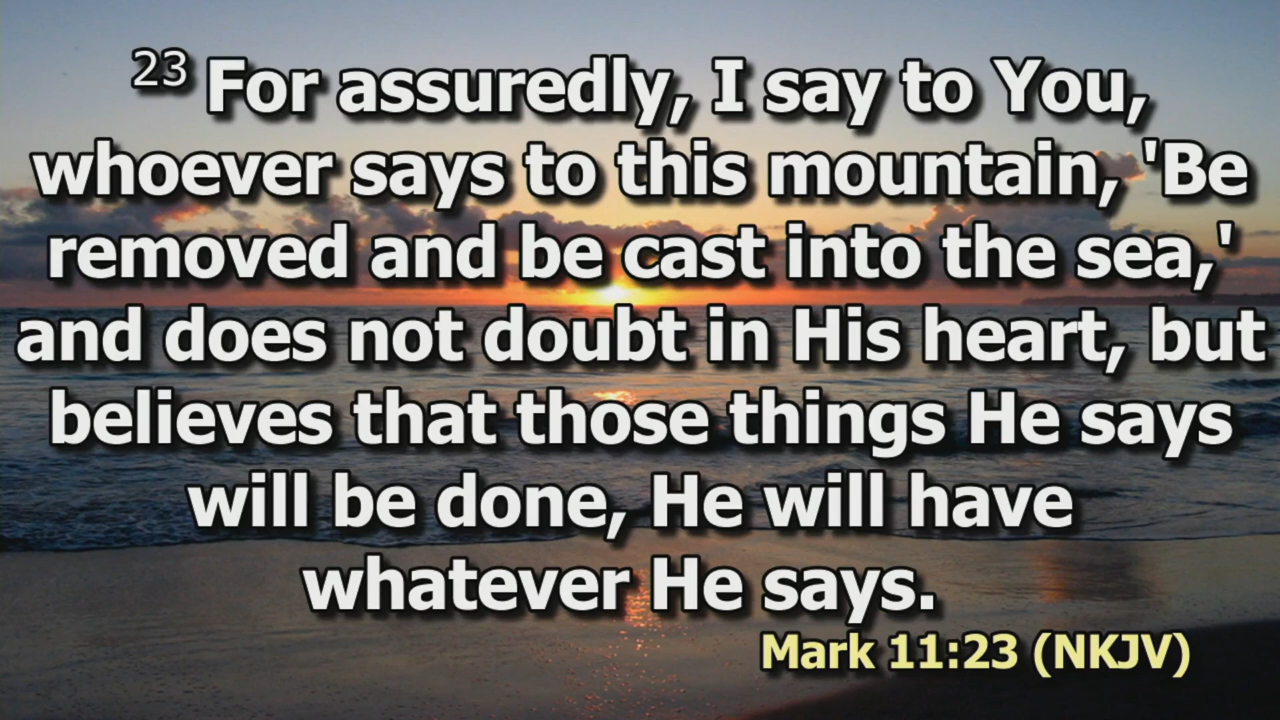 23 For assuredly, I say to You,
whoever says to this mountain, 'Be
removed and be cast into the sea,'
and does not doubt in His heart, but
believes that those things He says
will be done, He will have
whatever He says.
Mark 11:23 (NKJV)